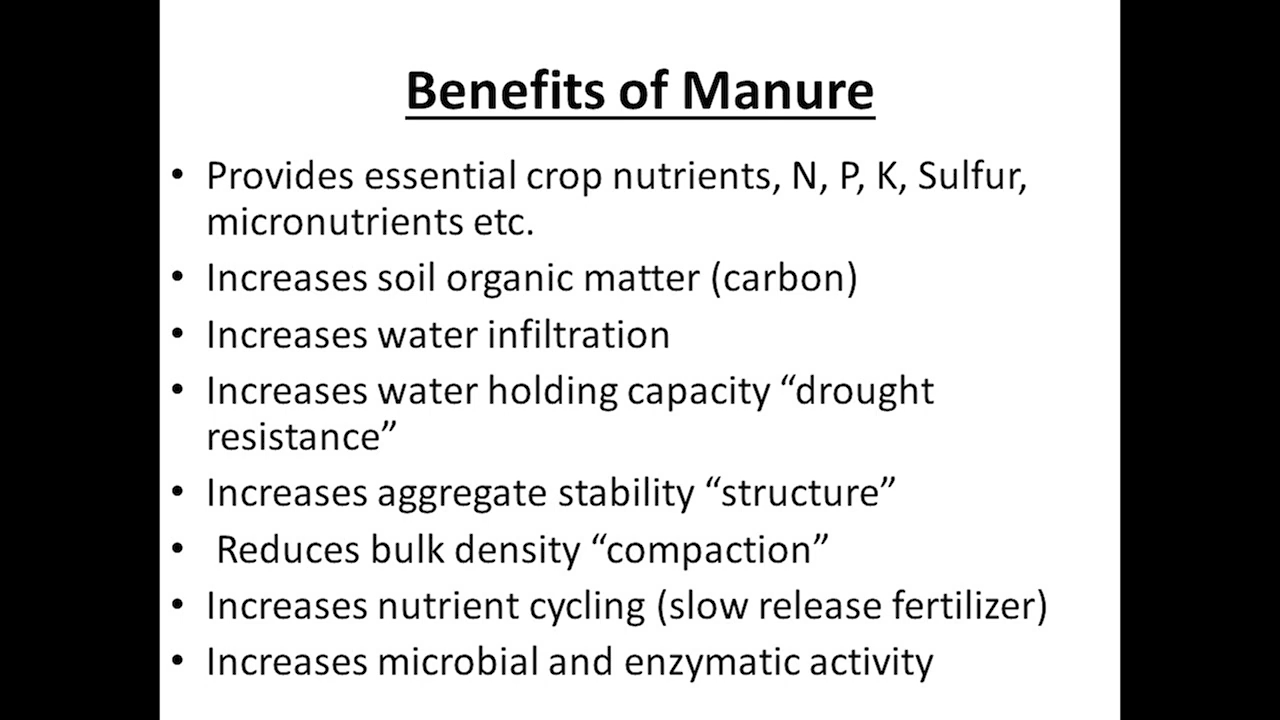 Benefits of Manure
• Provides essential crop nutrients, N, P, K, Sulfur,
micronutrients etc.
• Increases soil organic matter (carbon)
• Increases water infiltration
• Increases water holding capacity “drought
resistance”
• Increases aggregate stability “structure”
• Reduces bulk density “compaction”
• Increases nutrient cycling (slow release fertilizer)
• Increases microbial and enzymatic activity